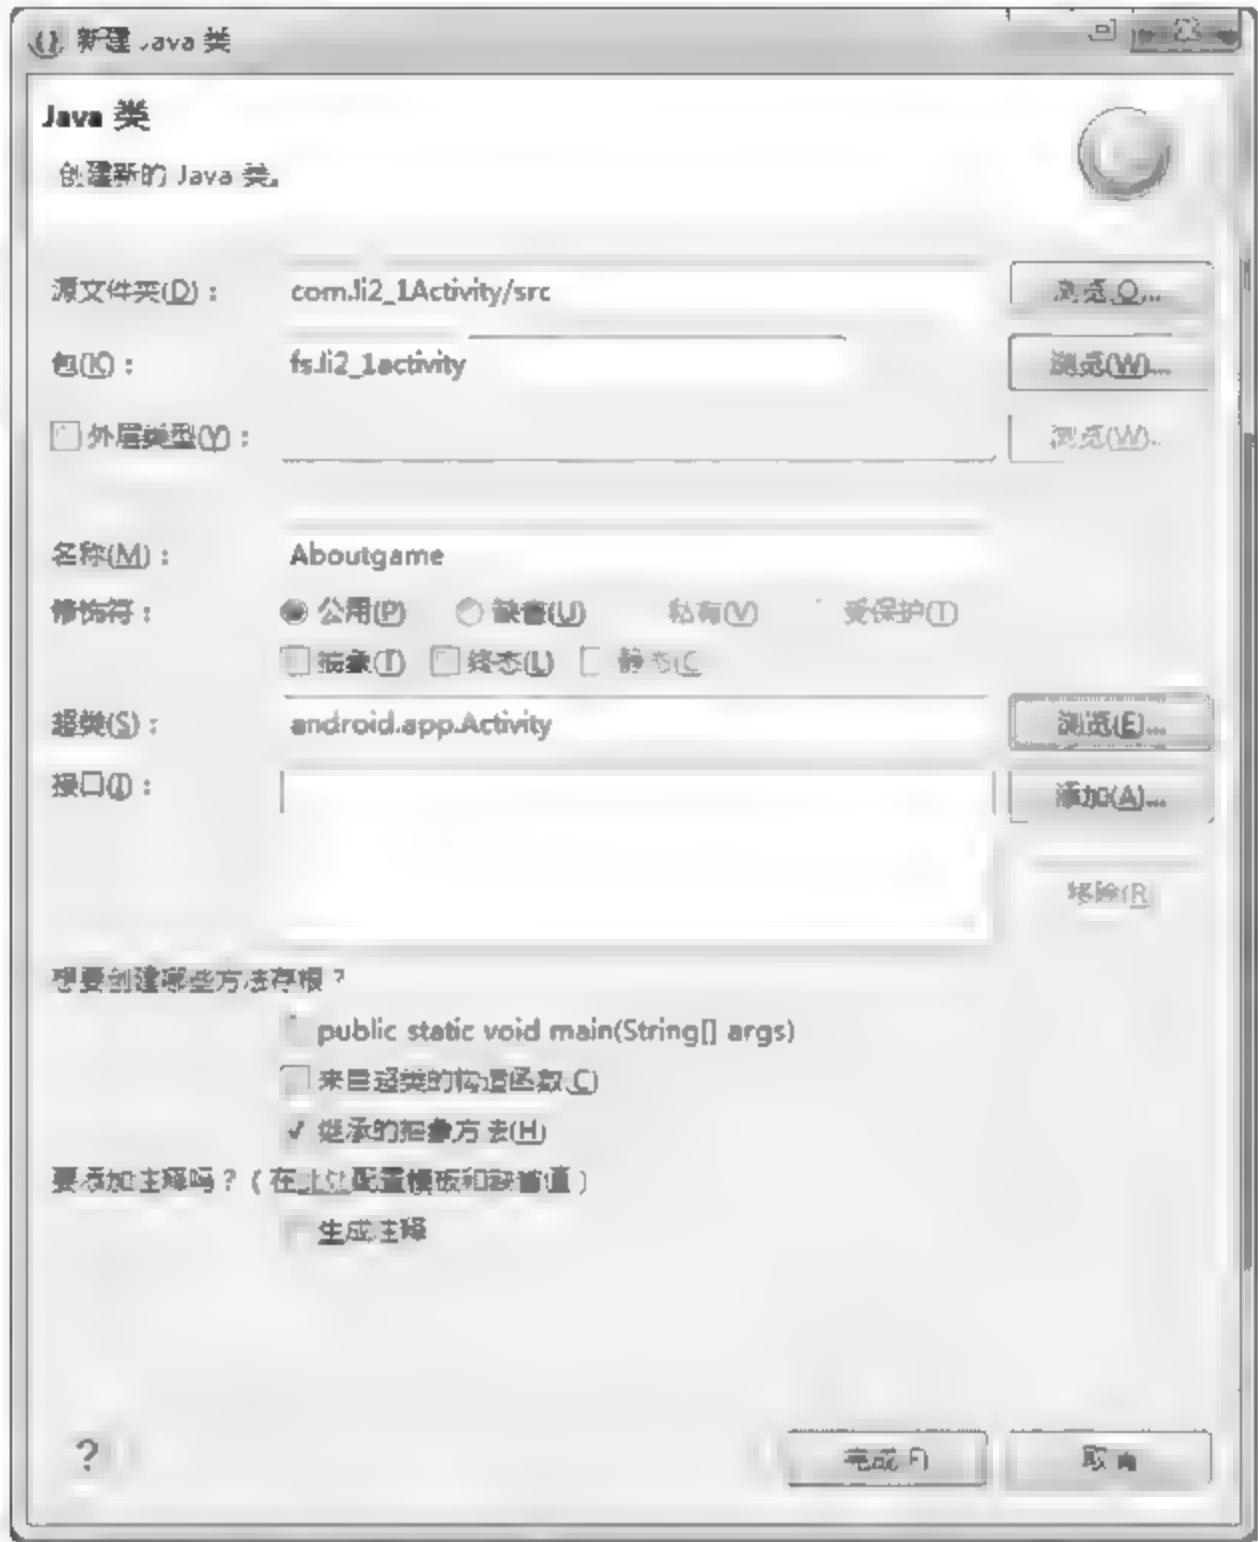 新建 Java 类
Java 类
创建新的 Java 类。
源文件夹(D)： com.li2_1Activity/src 浏览(O)...
包(K)： fs.li2_1activity 浏览(W)...
外层类型(Y)： 浏览(W)...
名称(M)： Aboutgame
修饰符： 公用(P) 缺省(U) 私有(V) 受保护(T)
抽象(T) 终态(L) 静态(C
超类(S)： android.app.Activity 浏览(E)...
接口(I)： 添加(A)...
移除(R)
想要创建哪些方法存根？
public static void main(String[] args)
来自超类的构造函数(C)
继承的抽象方法(H)
要添加注释吗？（在此处配置模板和缺省值）
生成注释
? 完成(F) 取消